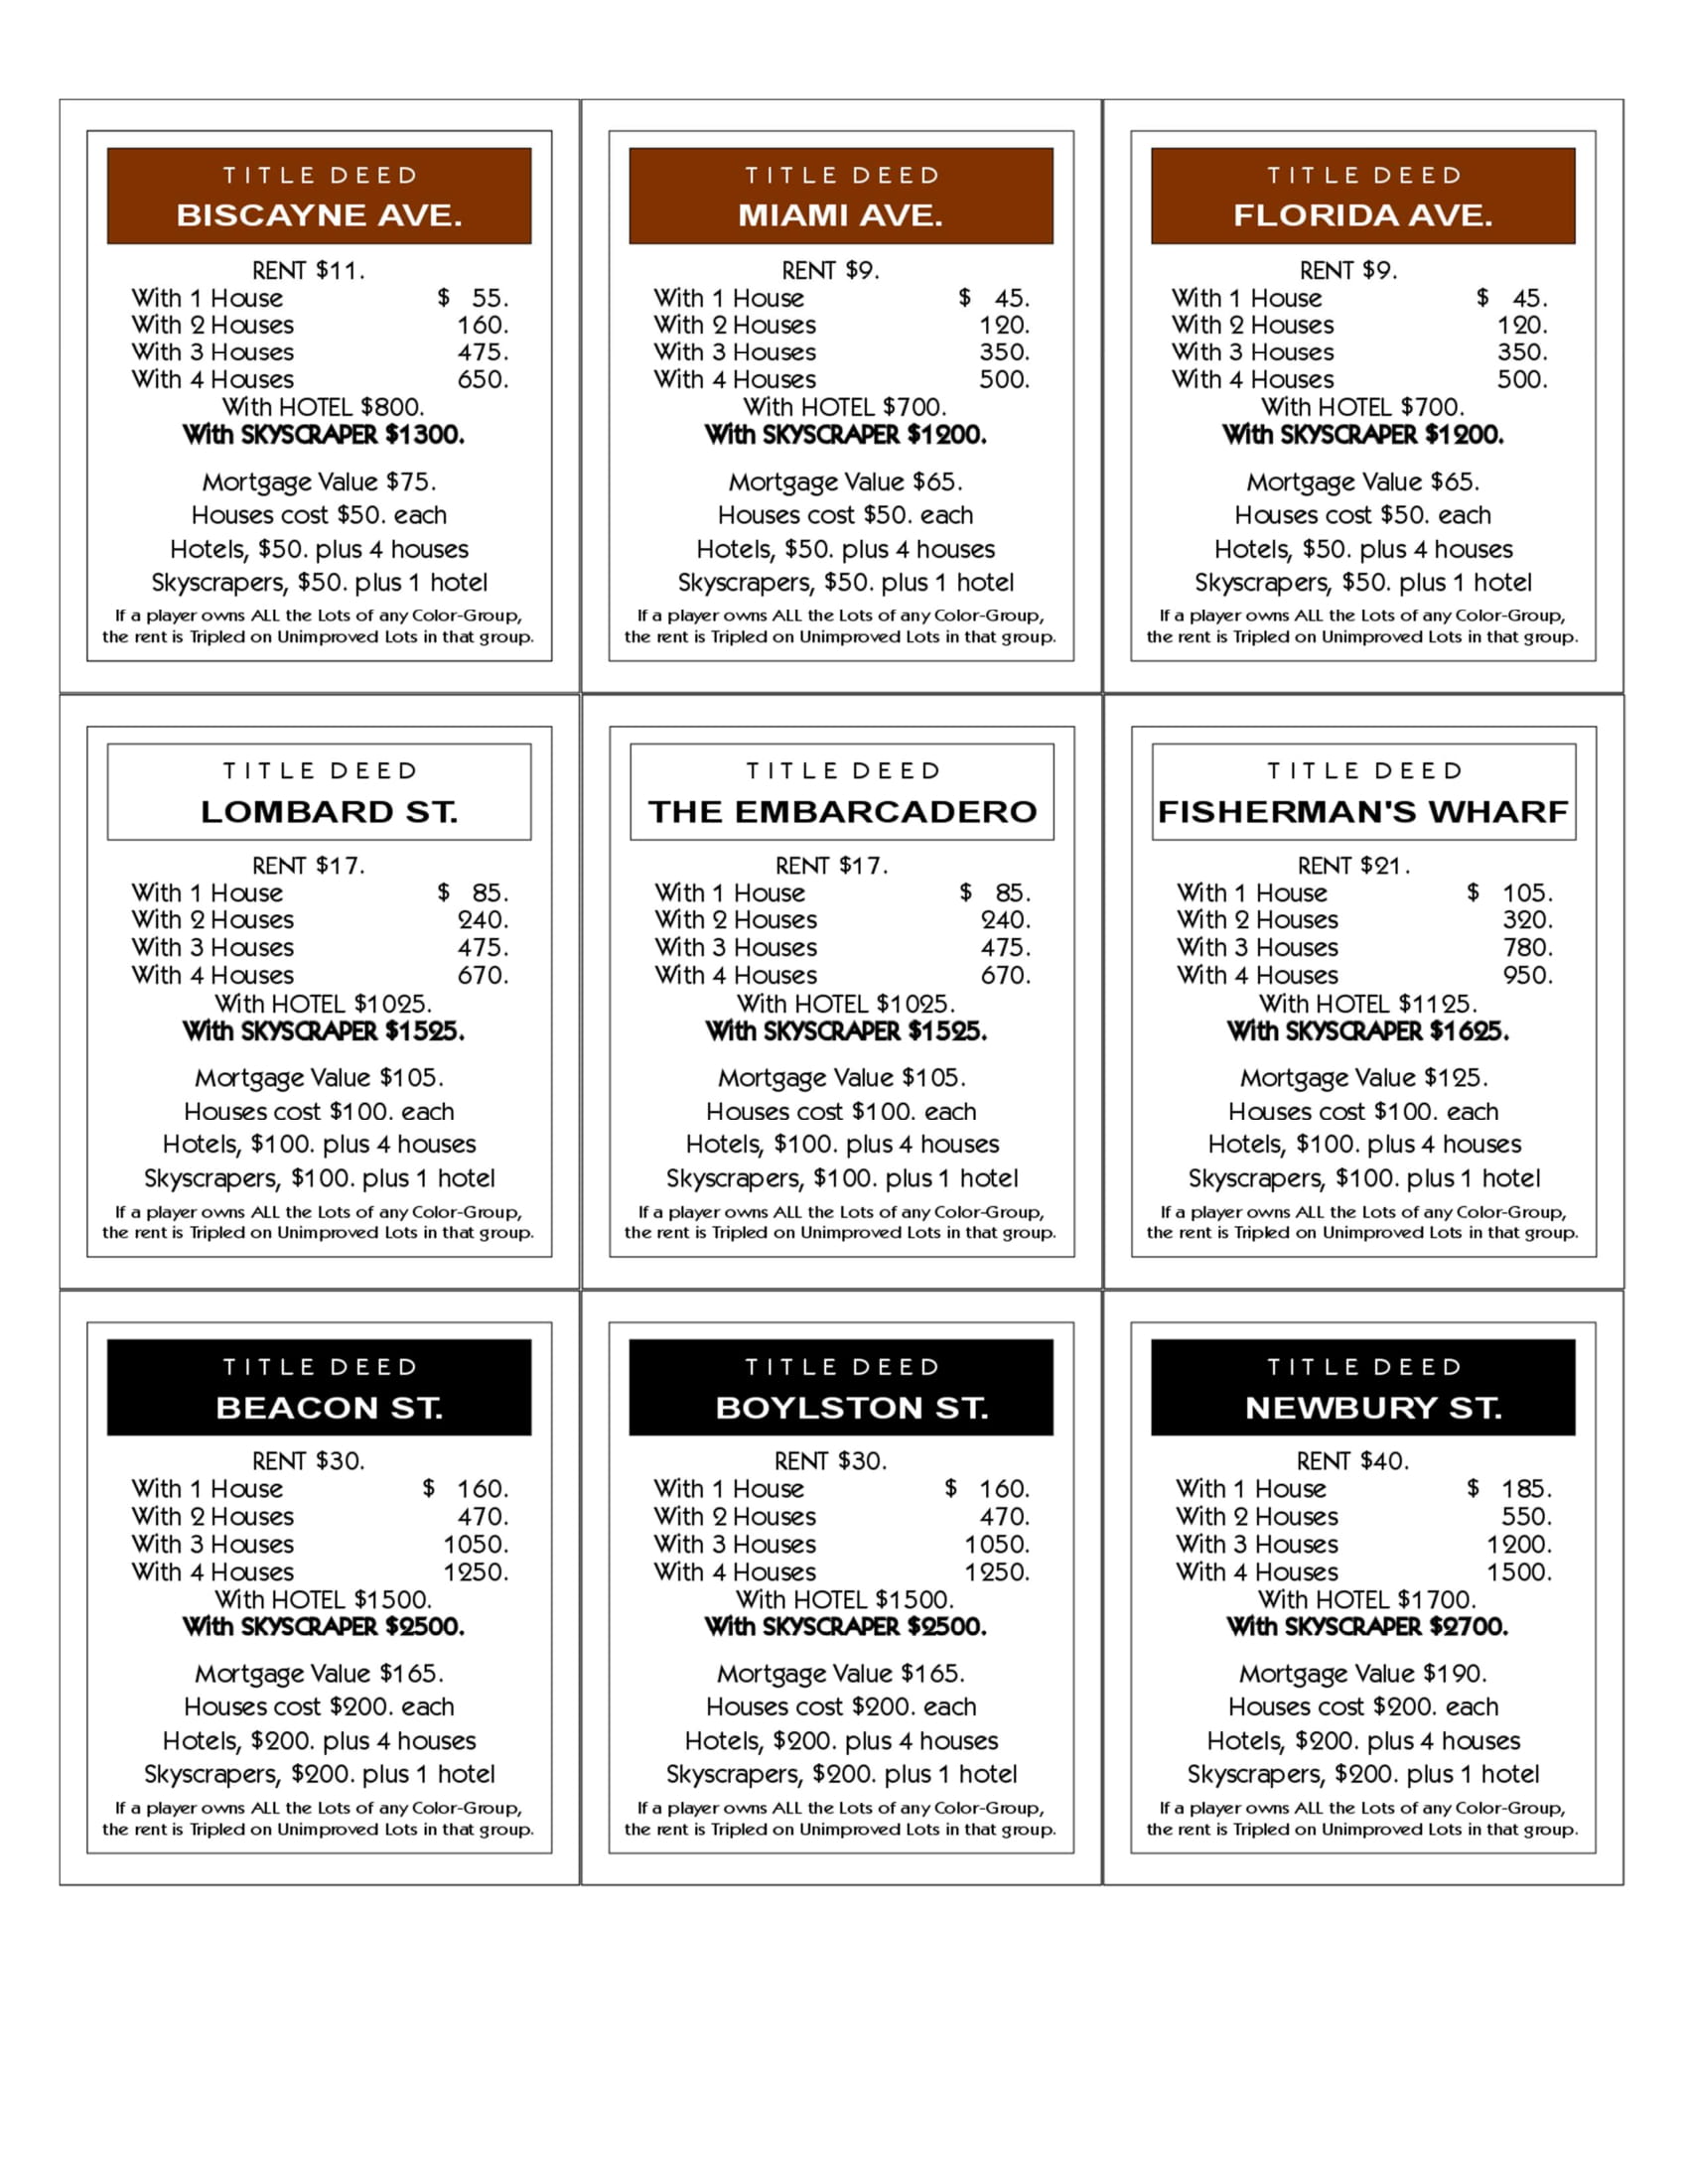 TITLE DEED
BISCAYNE AVE.
RENT $11.
With 1 House $ 55.
With 2 Houses 160.
With 3 Houses 475.
With 4 Houses 650.
With HOTEL $800.
With SKYSCRAPER $1300.
Mortgage Value $75.
Houses cost $50. each
Hotels, $50. plus 4 houses
Skyscrapers, $50. plus 1 hotel
If a player owns ALL the Lots of any Color-Group,
the rent is Tripled on Unimproved Lots in that group.
TITLE DEED
MIAMI AVE.
RENT $9.
With 1 House $ 45.
With 2 Houses 120.
With 3 Houses 350.
With 4 Houses 500.
With HOTEL $700.
With SKYSCRAPER $1200.
Mortgage Value $65.
Houses cost $50. each
Hotels, $50. plus 4 houses
Skyscrapers, $50. plus 1 hotel
If a player owns ALL the Lots of any Color-Group,
the rent is Tripled on Unimproved Lots in that group.
TITLE DEED
FLORIDA AVE.
RENT $9.
With 1 House $ 45.
With 2 Houses 120.
With 3 Houses 350.
With 4 Houses 500.
With HOTEL $700.
With SKYSCRAPER $1200.
Mortgage Value $65.
Houses cost $50. each
Hotels, $50. plus 4 houses
Skyscrapers, $50. plus 1 hotel
If a player owns ALL the Lots of any Color-Group,
the rent is Tripled on Unimproved Lots in that group.
TITLE DEED
LOMBARD ST.
RENT $17.
With 1 House $ 85.
With 2 Houses 240.
With 3 Houses 475.
With 4 Houses 670.
With HOTEL $1025.
With SKYSCRAPER $1525.
Mortgage Value $105.
Houses cost $100. each
Hotels, $100. plus 4 houses
Skyscrapers, $100. plus 1 hotel
If a player owns ALL the Lots of any Color-Group,
the rent is Tripled on Unimproved Lots in that group.
TITLE DEED
THE EMBARCADERO
RENT $17.
With 1 House $ 85.
With 2 Houses 240.
With 3 Houses 475.
With 4 Houses 670.
With HOTEL $1025.
With SKYSCRAPER $1525.
Mortgage Value $105.
Houses cost $100. each
Hotels, $100. plus 4 houses
Skyscrapers, $100. plus 1 hotel
If a player owns ALL the Lots of any Color-Group,
the rent is Tripled on Unimproved Lots in that group.
TITLE DEED
FISHERMAN'S WHARF
RENT $21.
With 1 House $ 105.
With 2 Houses 320.
With 3 Houses 780.
With 4 Houses 950.
With HOTEL $1125.
With SKYSCRAPER $1625.
Mortgage Value $125.
Houses cost $100. each
Hotels, $100. plus 4 houses
Skyscrapers, $100. plus 1 hotel
If a player owns ALL the Lots of any Color-Group,
the rent is Tripled on Unimproved Lots in that group.
TITLE DEED
BEACON ST.
RENT $30.
With 1 House $ 160.
With 2 Houses 470.
With 3 Houses 1050.
With 4 Houses 1250.
With HOTEL $1500.
With SKYSCRAPER $2500.
Mortgage Value $165.
Houses cost $200. each
Hotels, $200. plus 4 houses
Skyscrapers, $200. plus 1 hotel
If a player owns ALL the Lots of any Color-Group,
the rent is Tripled on Unimproved Lots in that group.
TITLE DEED
BOYLSTON ST.
RENT $30.
With 1 House $ 160.
With 2 Houses 470.
With 3 Houses 1050.
With 4 Houses 1250.
With HOTEL $1500.
With SKYSCRAPER $2500.
Mortgage Value $165.
Houses cost $200. each
Hotels, $200. plus 4 houses
Skyscrapers, $200. plus 1 hotel
If a player owns ALL the Lots of any Color-Group,
the rent is Tripled on Unimproved Lots in that group.
TITLE DEED
NEWBURY ST.
RENT $40.
With 1 House $ 185.
With 2 Houses 550.
With 3 Houses 1200.
With 4 Houses 1500.
With HOTEL $1700.
With SKYSCRAPER $2700.
Mortgage Value $190.
Houses cost $200. each
Hotels, $200. plus 4 houses
Skyscrapers, $200. plus 1 hotel
If a player owns ALL the Lots of any Color-Group,
the rent is Tripled on Unimproved Lots in that group.